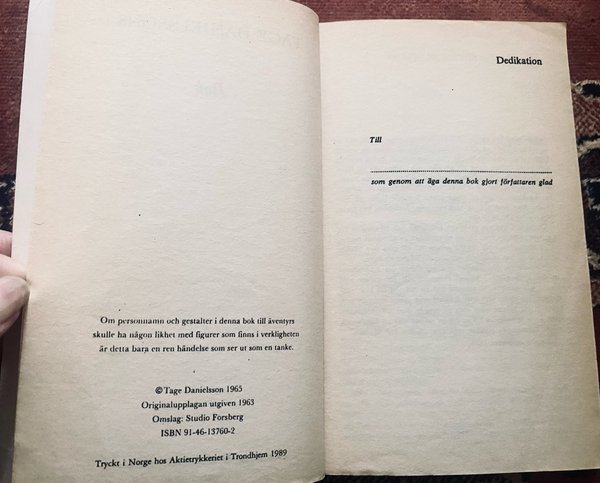 Om personnamn och gestalter i denna bok till äventyrs
skulle ha någon likhet med figurer som finns i verkligheten
är detta bara en ren händelse som ser ut som en tanke.
© Tage Danielsson 1965
Originalupplagan utgiven 1963
Omslag: Studio Forsberg
ISBN 91-46-13760-2
Tryckt i Norge hos Aktietrykkeriet i Trondhjem 1989
Dedikation
Till
som genom att äga denna bok gjort författaren glad